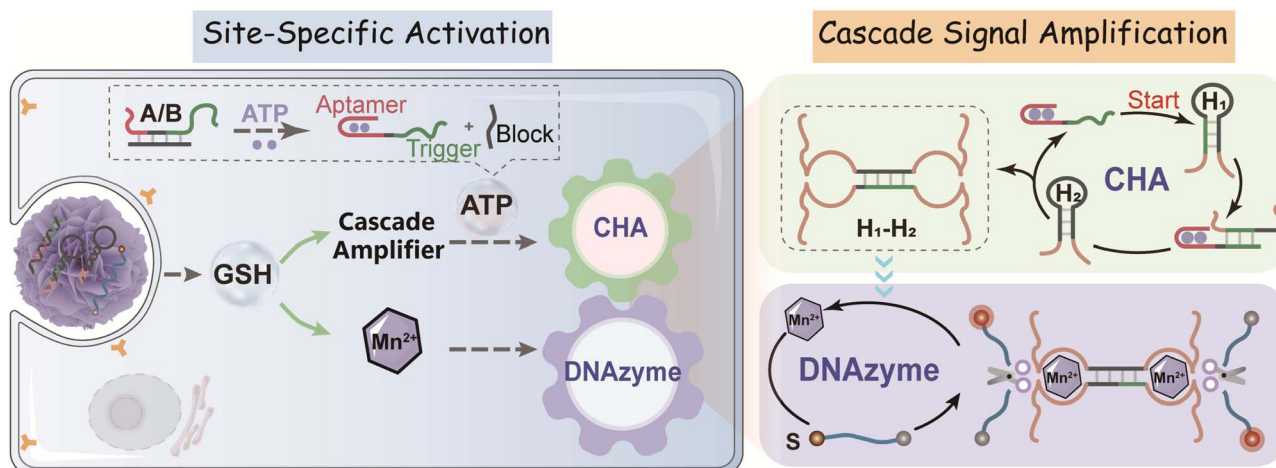 Site-Specific Activation
Cascade Signal Amplification
A/B
ATP
Aptamer
Trigger
+
Block
GSH
Cascade
Amplifier
ATP
CHA
Mn²⁺
DNAzyme
Start
H₁
CHA
H₂
H₁-H₂
Mn²⁺
DNAzyme
S
Mn²⁺
Mn²⁺